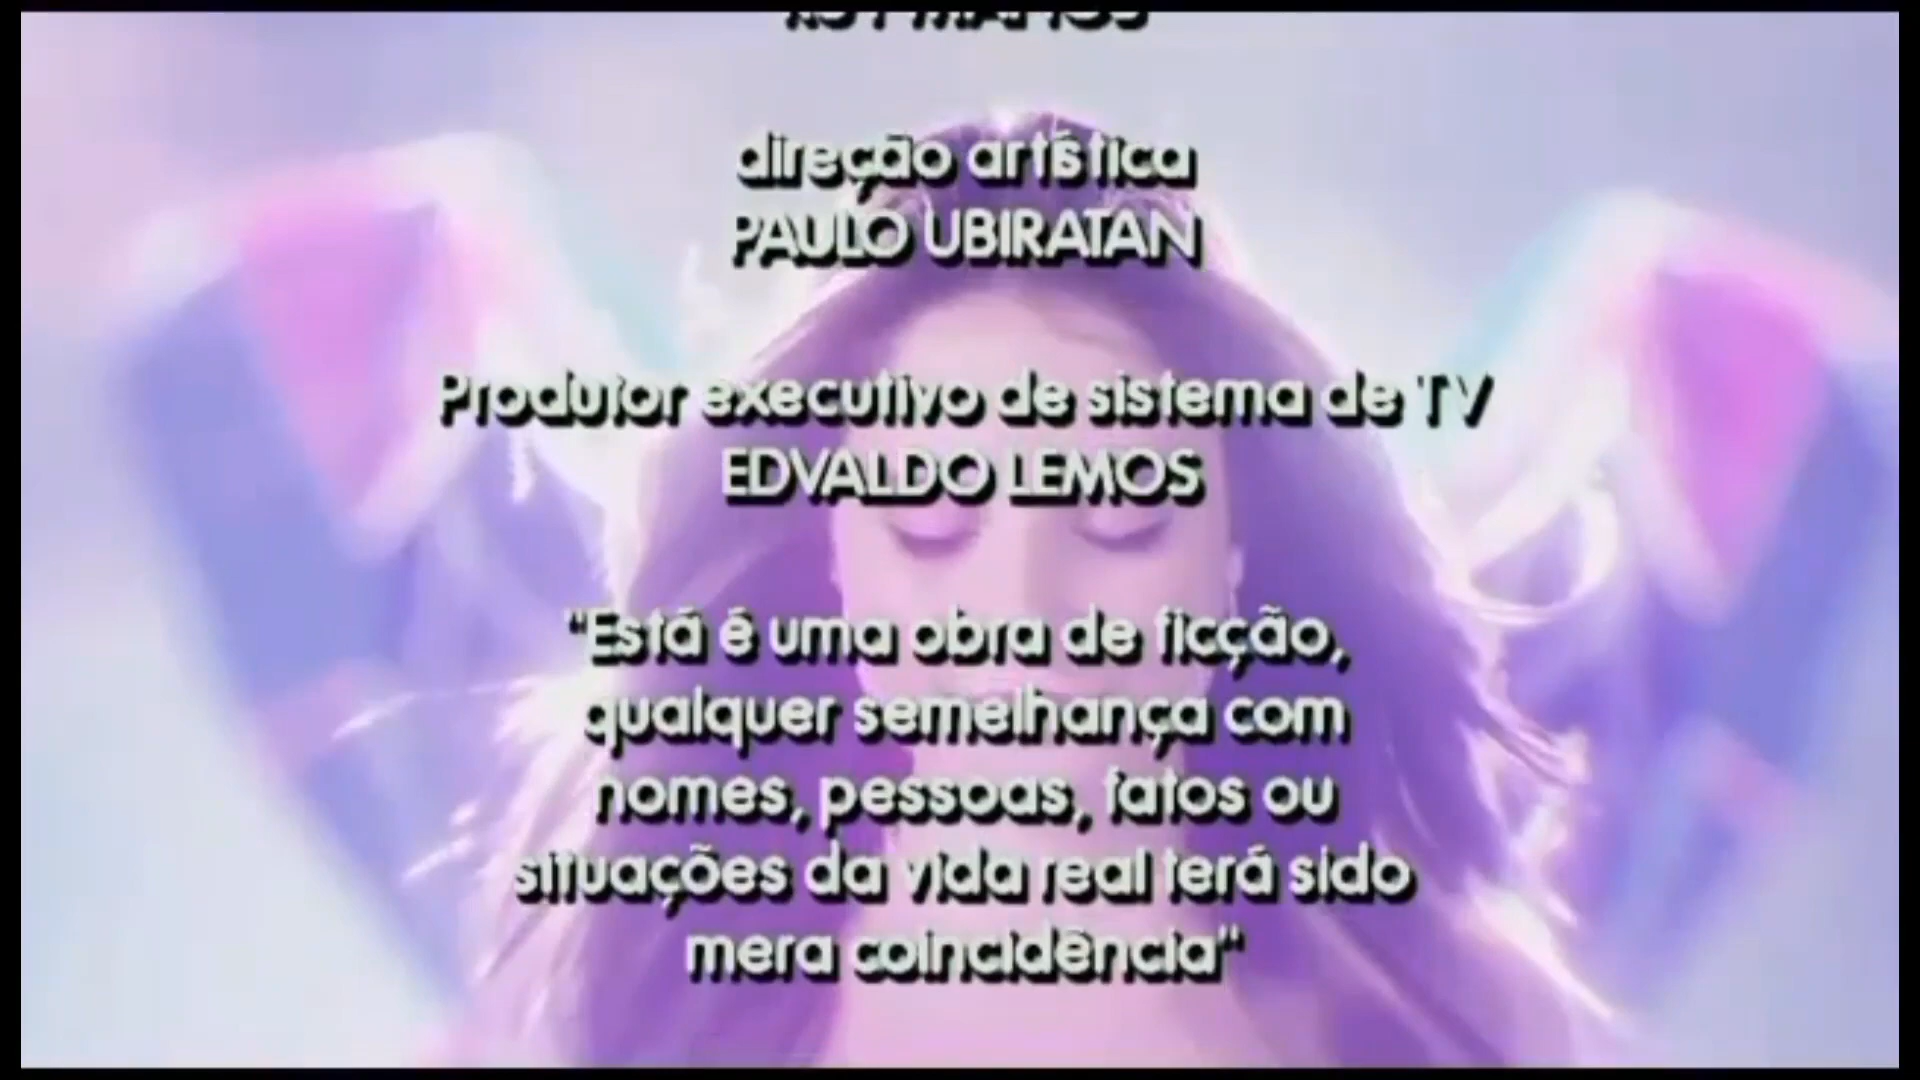 direção artística
PAULO UBIRATAN
Produtor executivo de sistema de TV
EDVALDO LEMOS
"Está é uma obra de ficção,
qualquer semelhança com
nomes, pessoas, fatos ou
situações da vida real terá sido
mera coincidência"